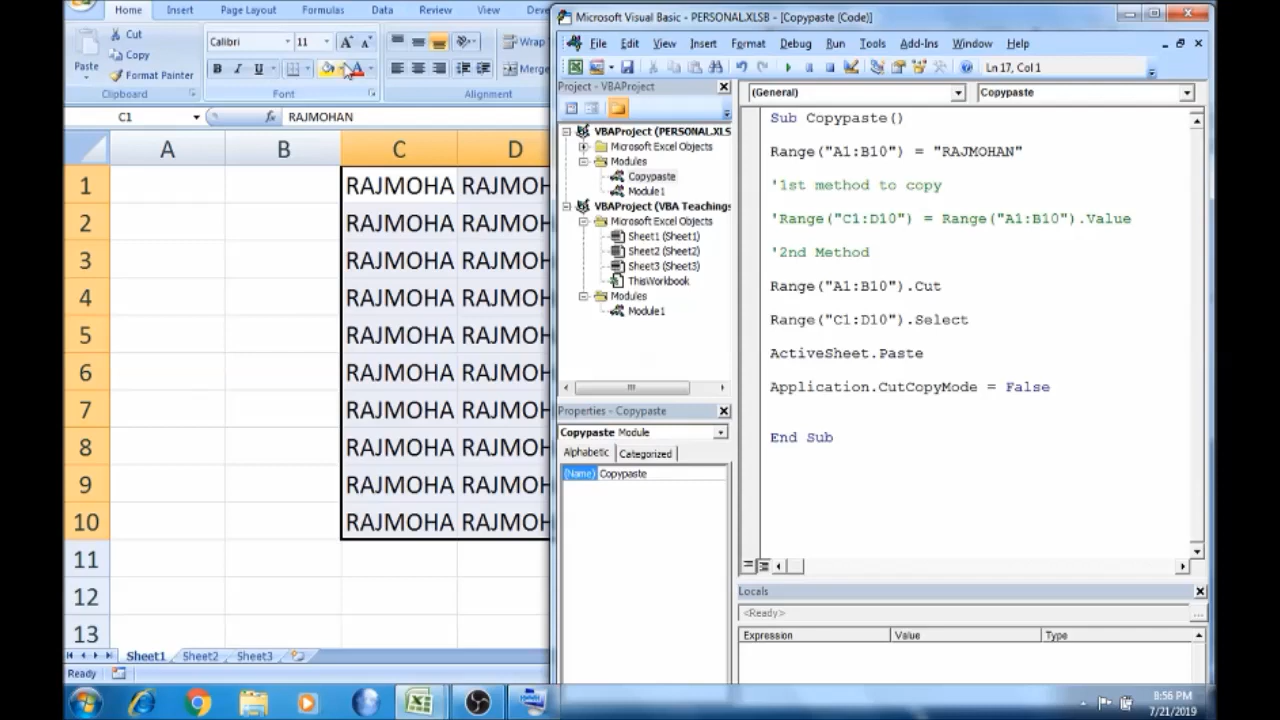 Home Insert Page Layout Formulas Data Review View
Cut
Copy
Paste
Format Painter
Clipboard
Calibri 11
B I U
Font
Wrap
Merge
Alignment
C1 fx RAJMOHAN
A B C D
1 RAJMOHA RAJMOH
2 RAJMOHA RAJMOH
3 RAJMOHA RAJMOH
4 RAJMOHA RAJMOH
5 RAJMOHA RAJMOH
6 RAJMOHA RAJMOH
7 RAJMOHA RAJMOH
8 RAJMOHA RAJMOH
9 RAJMOHA RAJMOH
10 RAJMOHA RAJMOH
11
12
13
Sheet1 Sheet2 Sheet3
Ready
Microsoft Visual Basic - PERSONAL.XLSB - [Copypaste (Code)]
File Edit View Insert Format Debug Run Tools Add-Ins Window Help
Ln 17, Col 1
Project - VBAProject
VBAProject (PERSONAL.XLS
Microsoft Excel Objects
Modules
Copypaste
Module1
VBAProject (VBA Teachings
Microsoft Excel Objects
Sheet1 (Sheet1)
Sheet2 (Sheet2)
Sheet3 (Sheet3)
ThisWorkbook
Modules
Module1
Properties - Copypaste
Copypaste Module
Alphabetic Categorized
(Name) Copypaste
(General) Copypaste
Sub Copypaste()
Range("A1:B10") = "RAJMOHAN"
'1st method to copy
'Range("C1:D10") = Range("A1:B10").Value
'2nd Method
Range("A1:B10").Cut
Range("C1:D10").Select
ActiveSheet.Paste
Application.CutCopyMode = False
End Sub
Locals
<Ready>
...
Expression Value Type
8:56 PM
7/21/2019